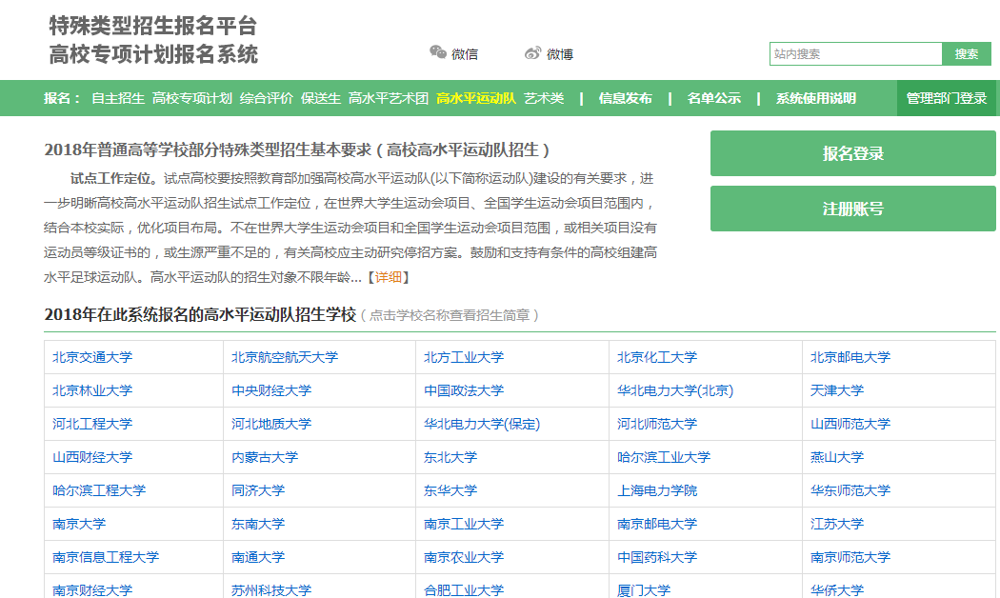 特殊类型招生报名平台
高校专项计划报名系统
微信 微博 站内搜索 搜索
报名： 自主招生 高校专项计划 综合评价 保送生 高水平艺术团 高水平运动队 艺术类 | 信息发布 | 名单公示 | 系统使用说明 管理部门登录
2018年普通高等学校部分特殊类型招生基本要求（高校高水平运动队招生）
试点工作定位。试点高校要按照教育部加强高校高水平运动队(以下简称运动队)建设的有关要求，进
一步明晰高校高水平运动队招生试点工作定位，在世界大学生运动会项目、全国学生运动会项目范围内，
结合本校实际，优化项目布局。不在世界大学生运动会项目和全国学生运动会项目范围，或相关项目没有
运动员等级证书的，或生源严重不足的，有关高校应主动研究停招方案。鼓励和支持有条件的高校组建高
水平足球运动队。高水平运动队的招生对象不限年龄...【详细】
报名登录
注册账号
2018年在此系统报名的高水平运动队招生学校（点击学校名称查看招生简章）
北京交通大学 北京航空航天大学 北方工业大学 北京化工大学 北京邮电大学
北京林业大学 中央财经大学 中国政法大学 华北电力大学(北京) 天津大学
河北工程大学 河北地质大学 华北电力大学(保定) 河北师范大学 山西师范大学
山西财经大学 内蒙古大学 东北大学 哈尔滨工业大学 燕山大学
哈尔滨工程大学 同济大学 东华大学 上海电力学院 华东师范大学
南京大学 东南大学 南京工业大学 南京邮电大学 江苏大学
南京信息工程大学 南通大学 南京农业大学 中国药科大学 南京师范大学
南京财经大学 苏州科技大学 合肥工业大学 厦门大学 华侨大学